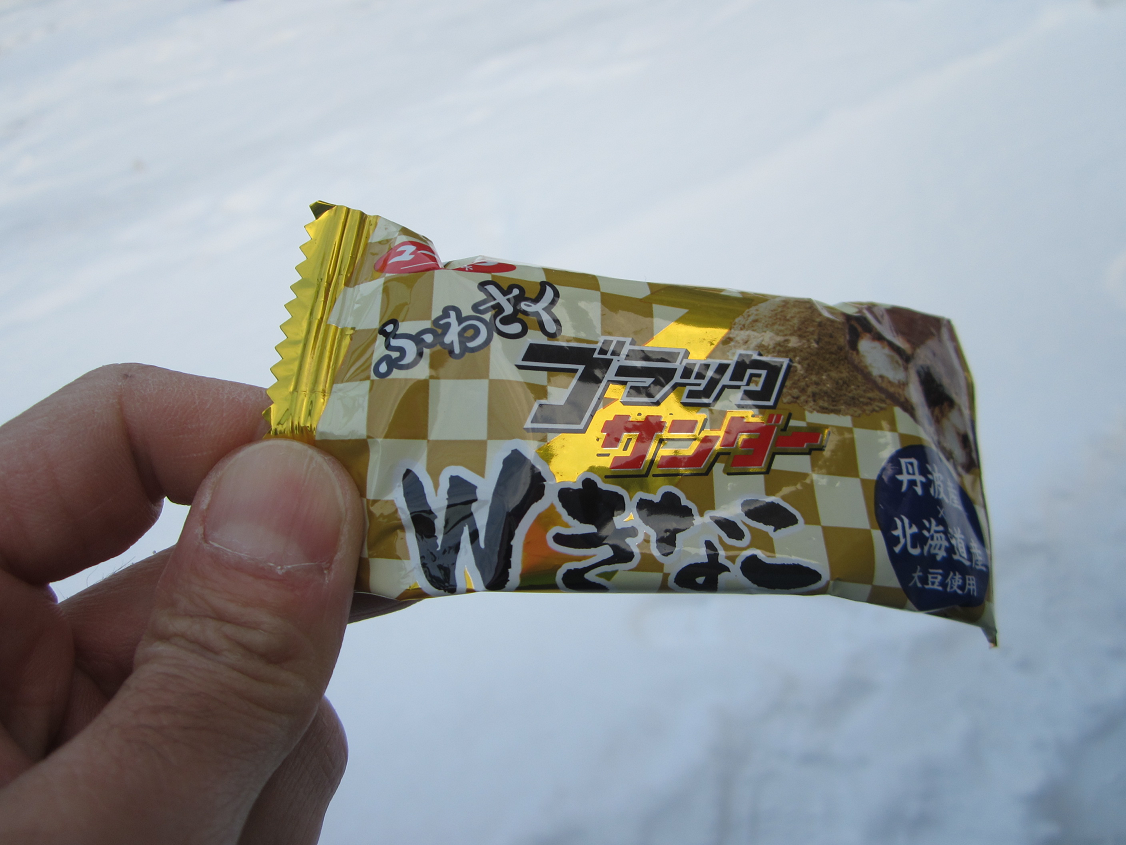 ふわさく
ブラック
サンダー
Wきなこ
丹波産
×
北海道産
大豆使用